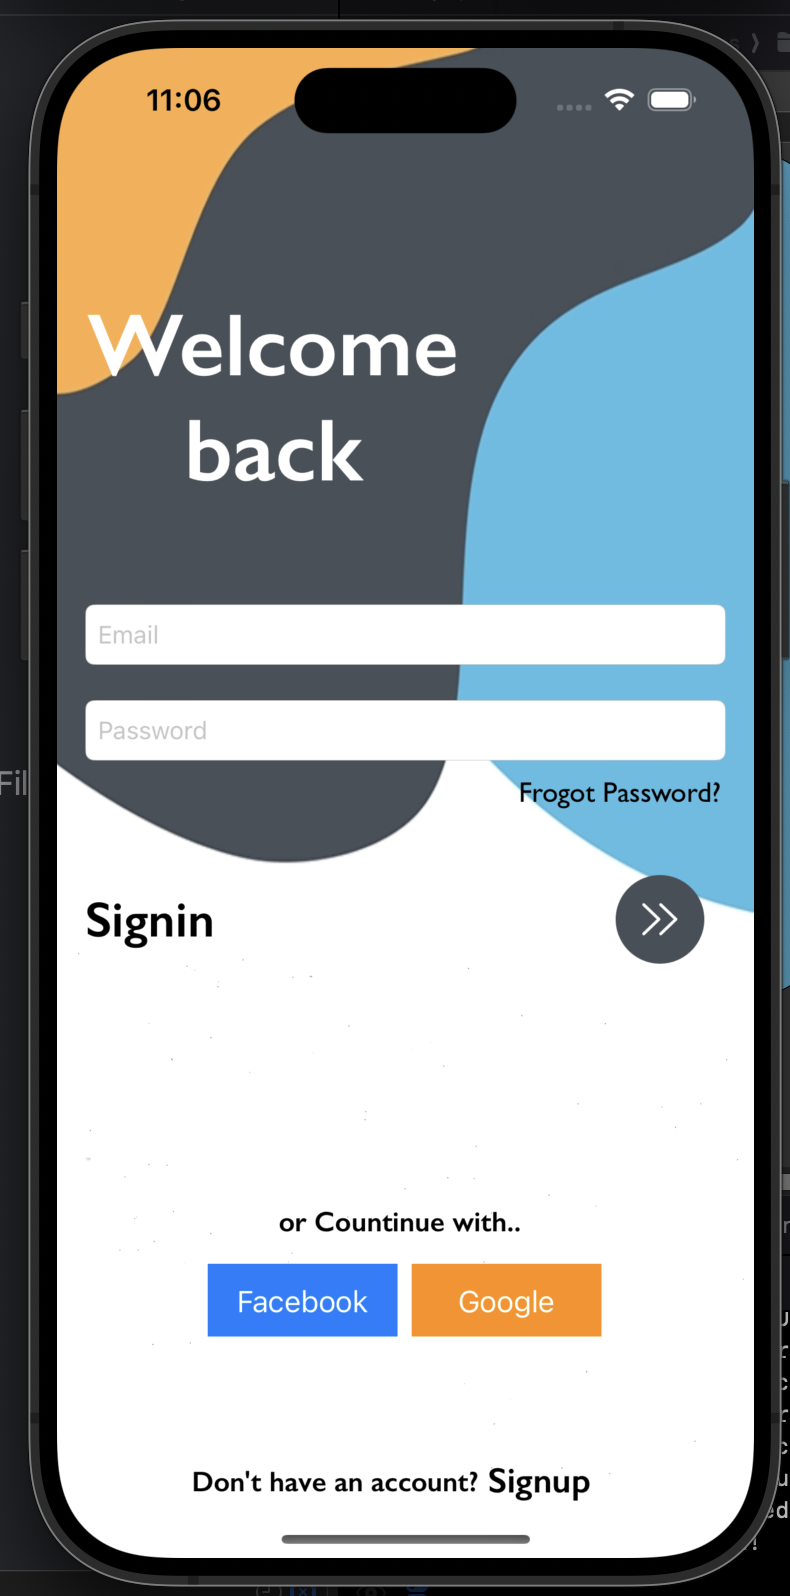 11:06
Welcome
back
Email
Password
Frogot Password?
Signin
or Countinue with..
Facebook Google
Don't have an account? Signup